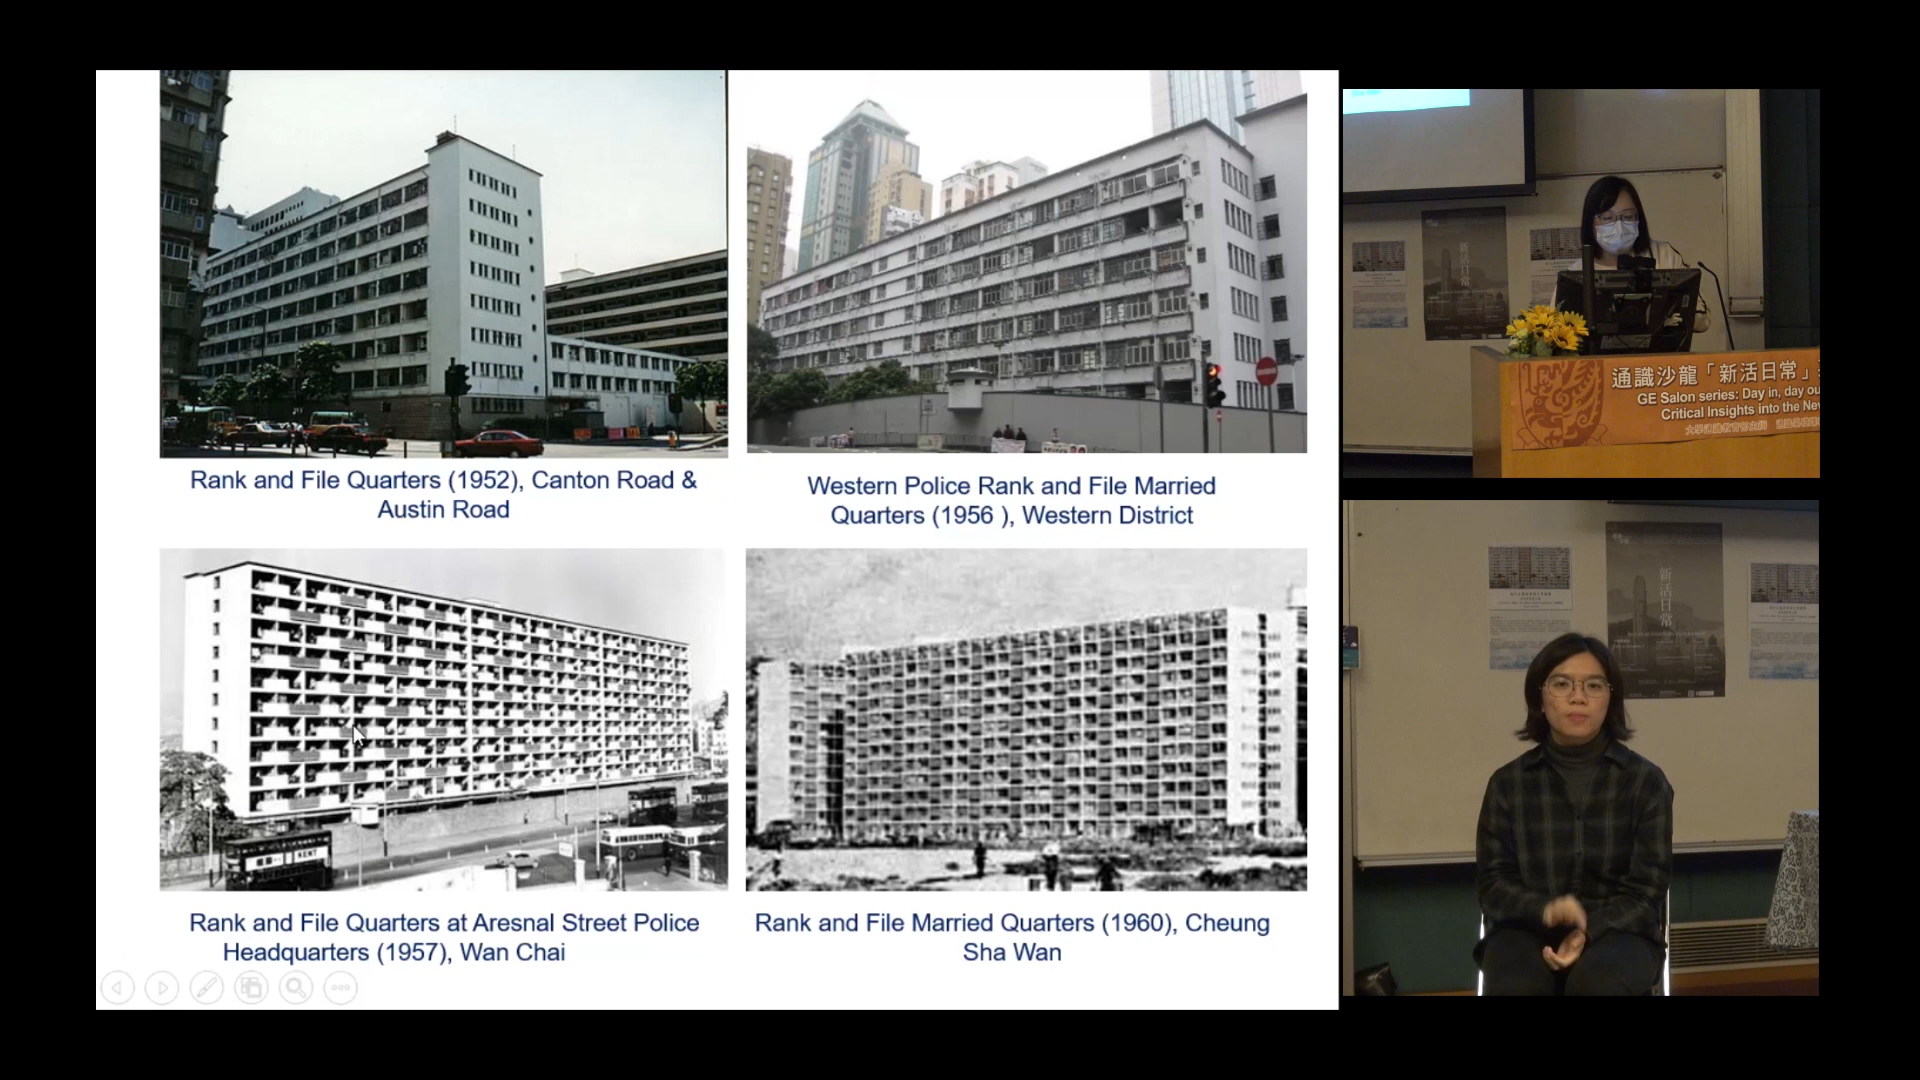 Rank and File Quarters (1952), Canton Road &
Austin Road
Western Police Rank and File Married
Quarters (1956 ), Western District
Rank and File Quarters at Aresnal Street Police
Headquarters (1957), Wan Chai
Rank and File Married Quarters (1960), Cheung
Sha Wan
KENT
新活日常
通識沙龍「新活日常」
GE Salon series: Day in, day ou
Critical Insights into the Ne
新活日常